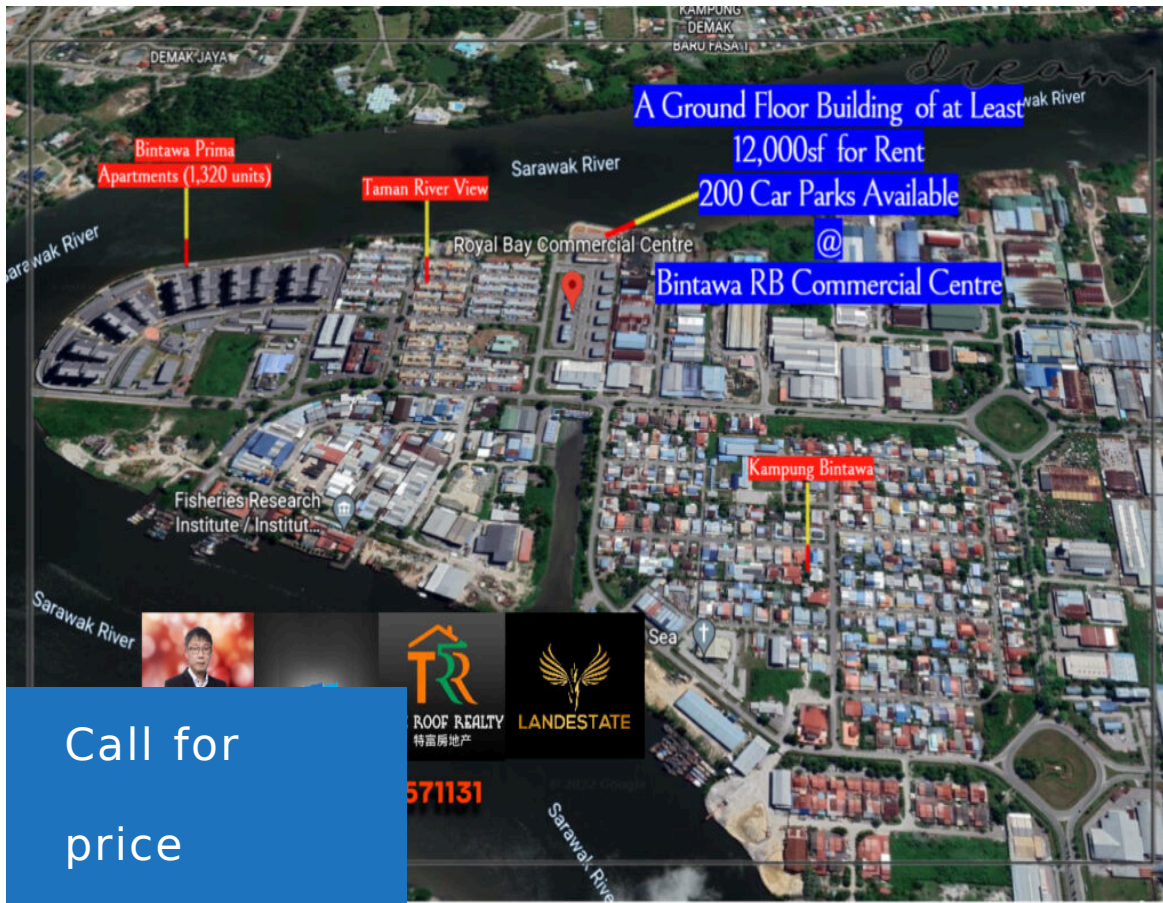 KAMPUNG
DEMAK
BARU FASA 1
DEMAK JAYA
dream
A Ground Floor Building of at Least
12,000sf for Rent
200 Car Parks Available
@
Bintawa RB Commercial Centre
wak River
Bintawa Prima
Apartments (1,320 units)
Taman River View
Sarawak River
Sarawak River
Royal Bay Commercial Centre
Kampung Bintawa
Fisheries Research
Institute / Institut...
Sarawak River
Sea
T5R
ROOF REALTY
特富房地产
LANDESTATE
571131
©2022 Google
Sarawak River
Call for
price